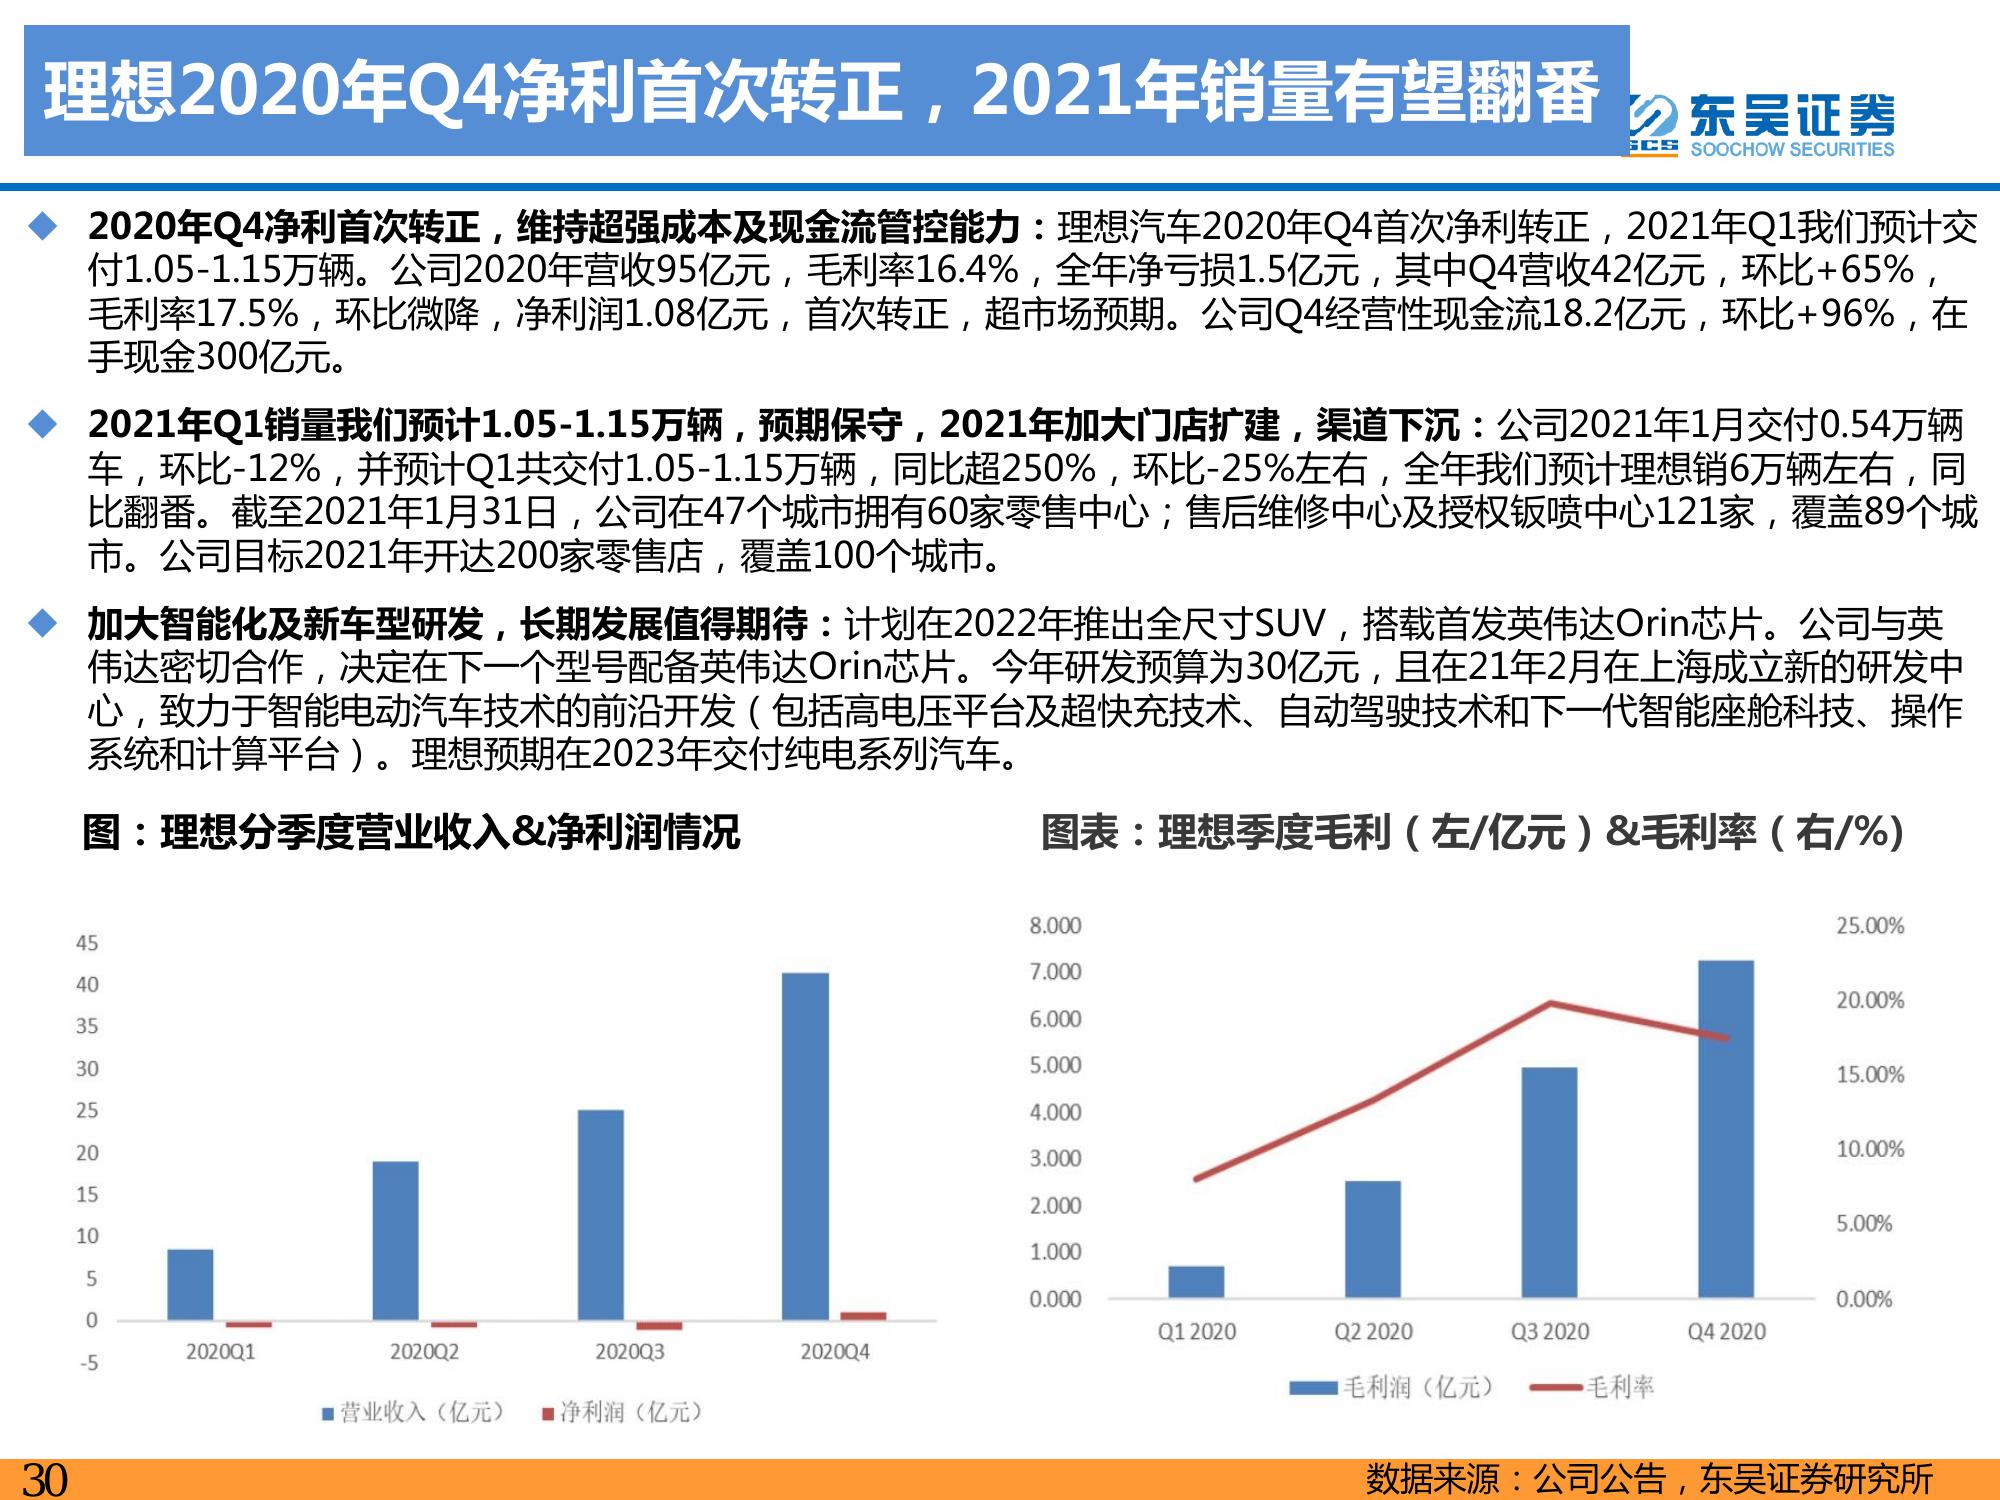 理想2020年Q4净利首次转正，2021年销量有望翻番
SCS
东吴证券
SOOCHOW SECURITIES
2020年Q4净利首次转正，维持超强成本及现金流管控能力：理想汽车2020年Q4首次净利转正，2021年Q1我们预计交
付1.05-1.15万辆。公司2020年营收95亿元，毛利率16.4%，全年净亏损1.5亿元，其中Q4营收42亿元，环比+65%，
毛利率17.5%，环比微降，净利润1.08亿元，首次转正，超市场预期。公司Q4经营性现金流18.2亿元，环比+96%，在
手现金300亿元。
2021年Q1销量我们预计1.05-1.15万辆，预期保守，2021年加大门店扩建，渠道下沉：公司2021年1月交付0.54万辆
车，环比-12%，并预计Q1共交付1.05-1.15万辆，同比超250%，环比-25%左右，全年我们预计理想销6万辆左右，同
比翻番。截至2021年1月31日，公司在47个城市拥有60家零售中心；售后维修中心及授权钣喷中心121家，覆盖89个城
市。公司目标2021年开达200家零售店，覆盖100个城市。
加大智能化及新车型研发，长期发展值得期待：计划在2022年推出全尺寸SUV，搭载首发英伟达Orin芯片。公司与英
伟达密切合作，决定在下一个型号配备英伟达Orin芯片。今年研发预算为30亿元，且在21年2月在上海成立新的研发中
心，致力于智能电动汽车技术的前沿开发（包括高电压平台及超快充技术、自动驾驶技术和下一代智能座舱科技、操作
系统和计算平台）。理想预期在2023年交付纯电系列汽车。
图：理想分季度营业收入&净利润情况
45
40
35
30
25
20
15
10
5
0
-5
2020Q1 2020Q2 2020Q3 2020Q4
营业收入（亿元） 净利润（亿元）
图表：理想季度毛利（左/亿元）&毛利率（右/%）
8.000
7.000
6.000
5.000
4.000
3.000
2.000
1.000
0.000
25.00%
20.00%
15.00%
10.00%
5.00%
0.00%
Q1 2020 Q2 2020 Q3 2020 Q4 2020
毛利润（亿元） 毛利率
30
数据来源：公司公告，东吴证券研究所